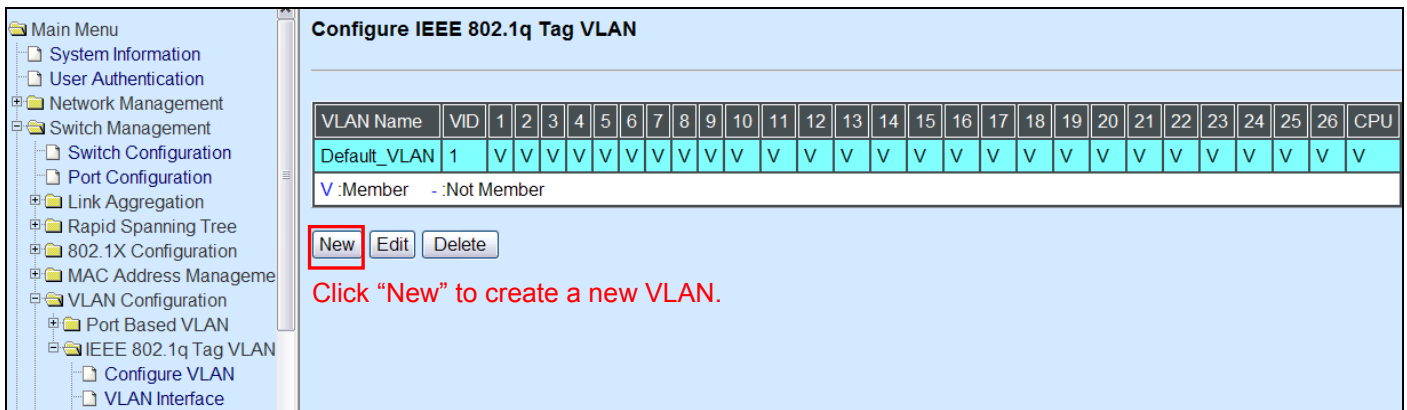 Main Menu
System Information
User Authentication
Network Management
Switch Management
Switch Configuration
Port Configuration
Link Aggregation
Rapid Spanning Tree
802.1X Configuration
MAC Address Manageme
VLAN Configuration
Port Based VLAN
IEEE 802.1q Tag VLAN
Configure VLAN
VLAN Interface
Configure IEEE 802.1q Tag VLAN
VLAN Name VID 1 2 3 4 5 6 7 8 9 10 11 12 13 14 15 16 17 18 19 20 21 22 23 24 25 26 CPU
Default_VLAN 1 V V V V V V V V V V V V V V V V V V V V V V V V V V V
V :Member - :Not Member
New Edit Delete
Click “New” to create a new VLAN.